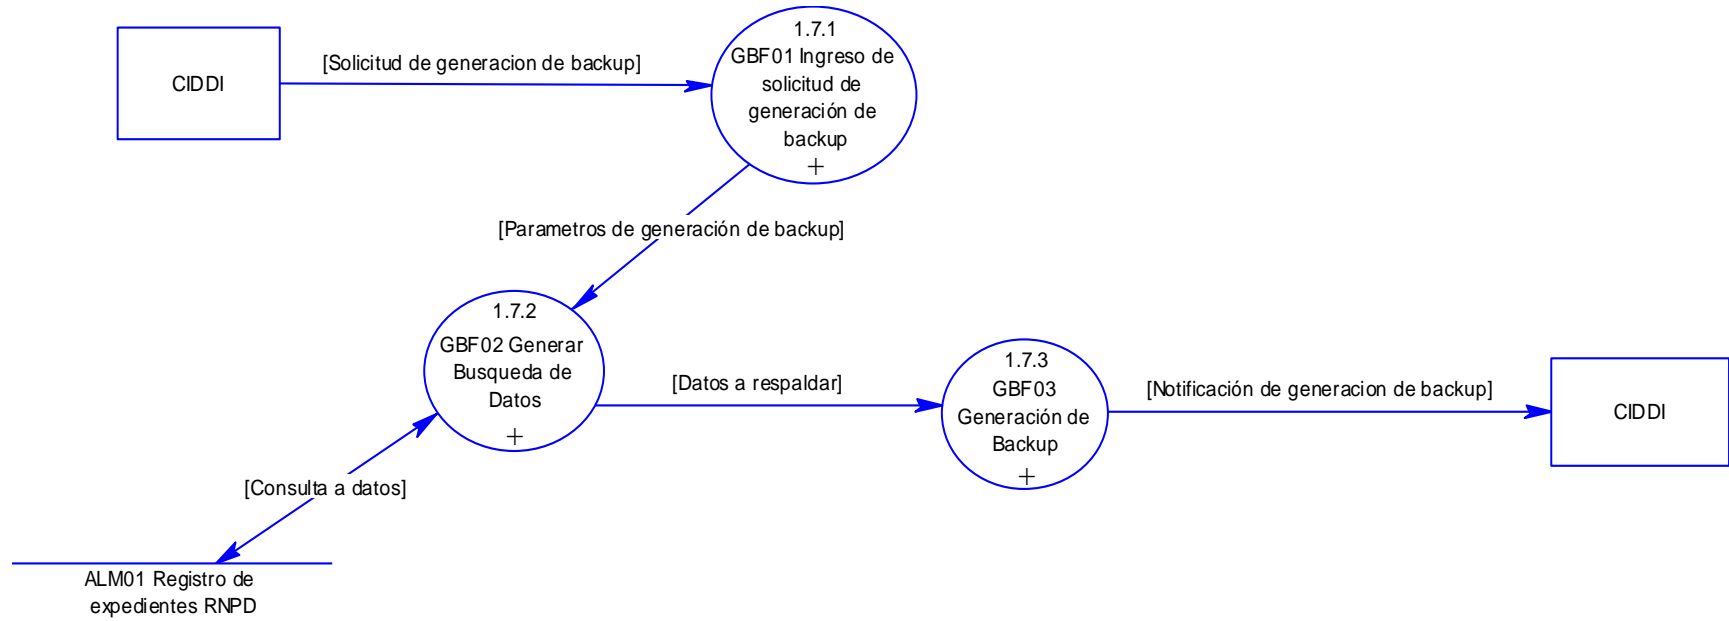 CIDDI
[Solicitud de generacion de backup]
1.7.1
GBF01 Ingreso de
solicitud de
generación de
backup
+
[Parametros de generación de backup]
1.7.2
GBF02 Generar
Busqueda de
Datos
+
[Datos a respaldar]
1.7.3
GBF03
Generación de
Backup
+
[Notificación de generacion de backup]
CIDDI
[Consulta a datos]
ALM01 Registro de
expedientes RNPD